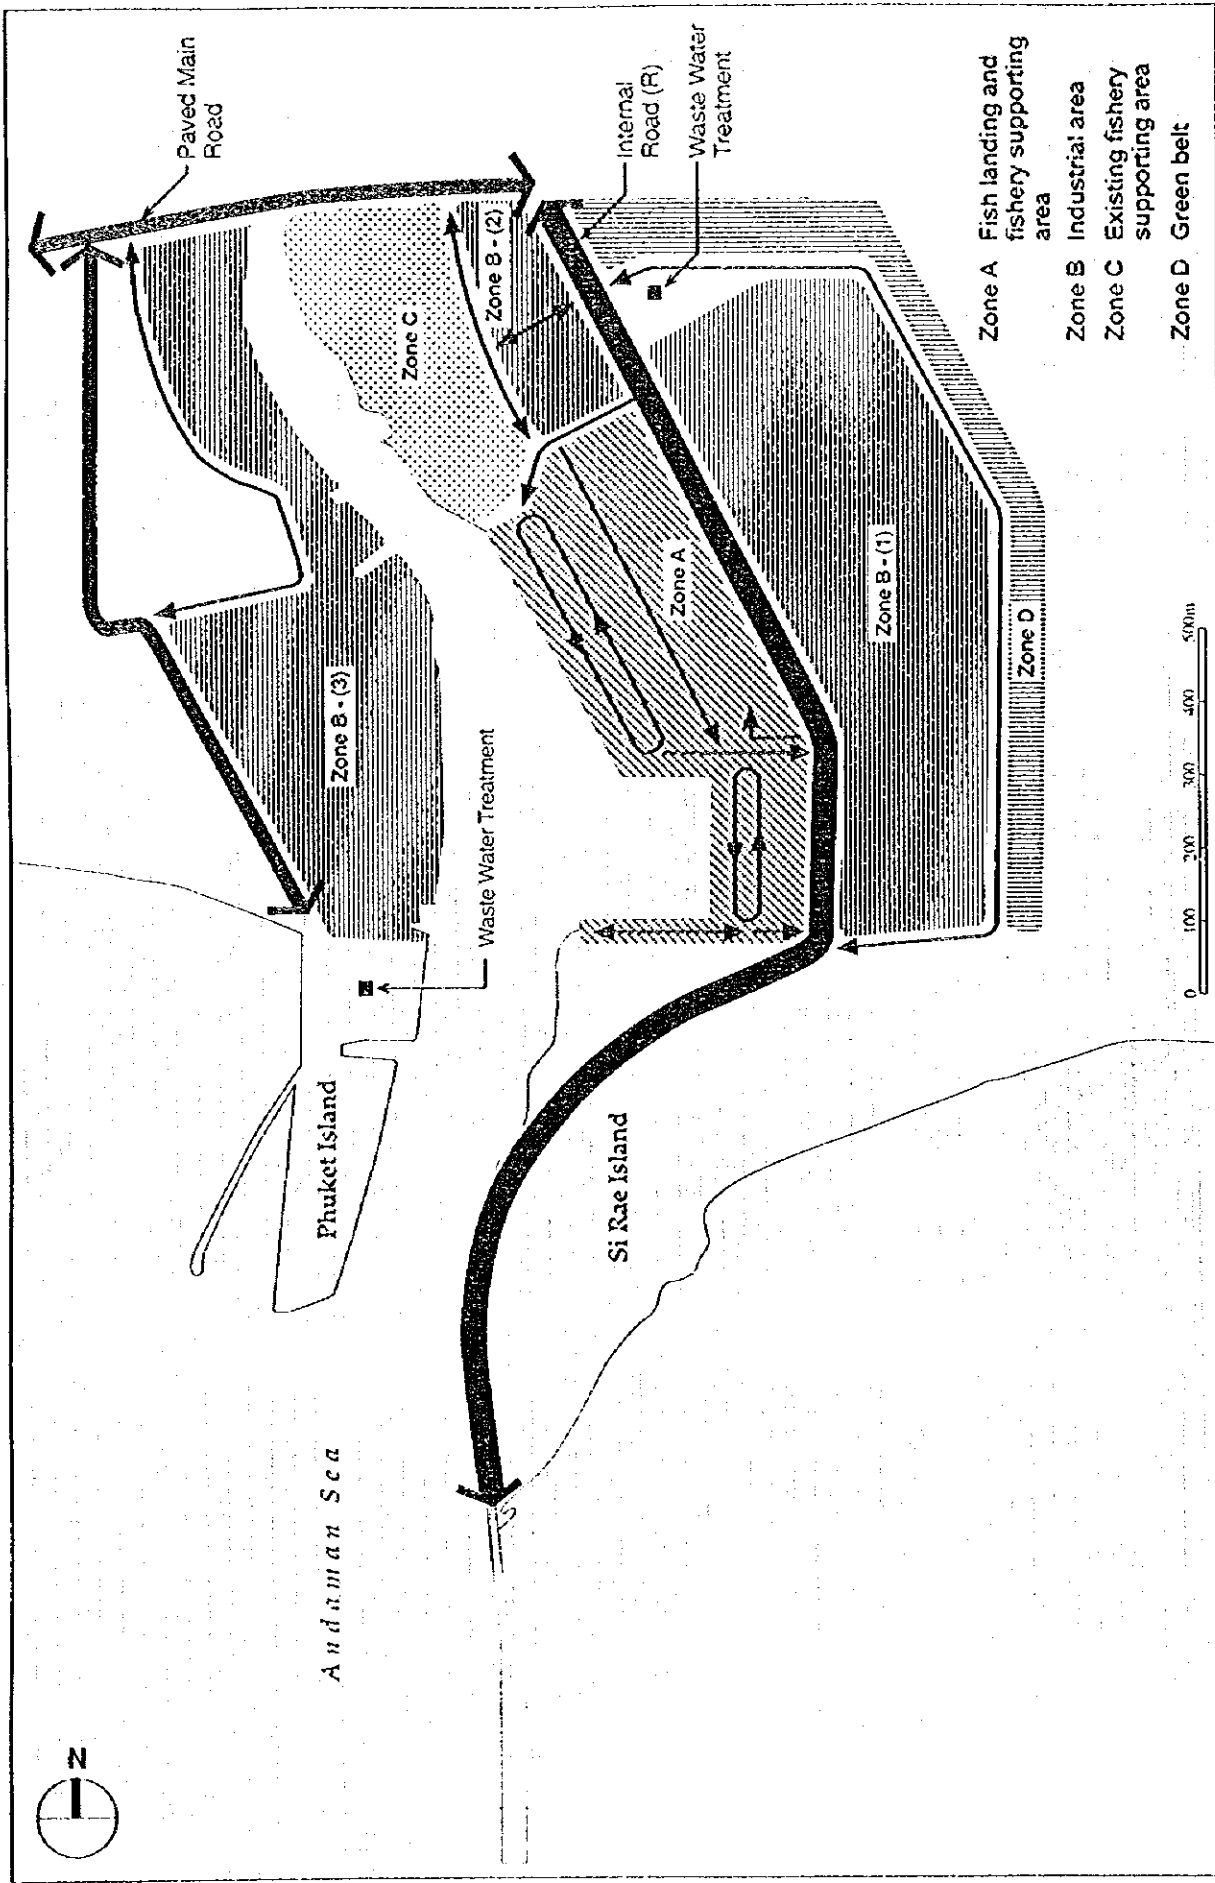 N
Andaman Sea
Phuket Island
Waste Water Treatment
Si Rae Island
Zone B - (3)
Zone C
Zone B - (2)
Zone A
Zone B - (1)
Zone D
Paved Main
Road
Internal
Road (R)
Waste Water
Treatment
0 100 200 300 400 500m
Zone A Fish landing and
fishery supporting
area
Zone B Industrial area
Zone C Existing fishery
supporting area
Zone D Green belt